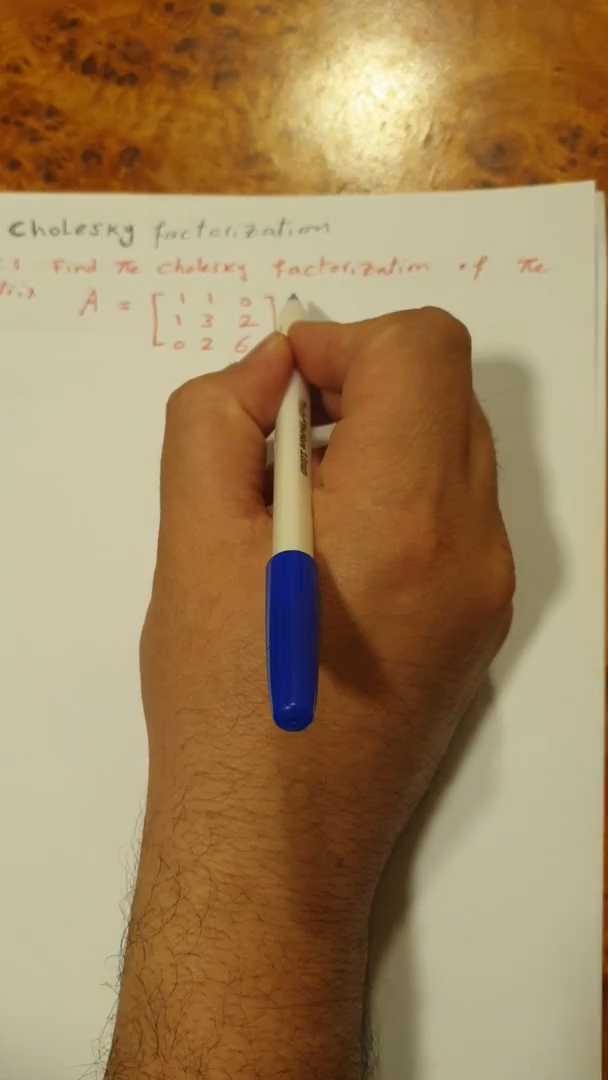 Cholesky factorization
Find the cholesky factorization of the
A = [ 1 1 0 ]
1 3 2
0 2 6